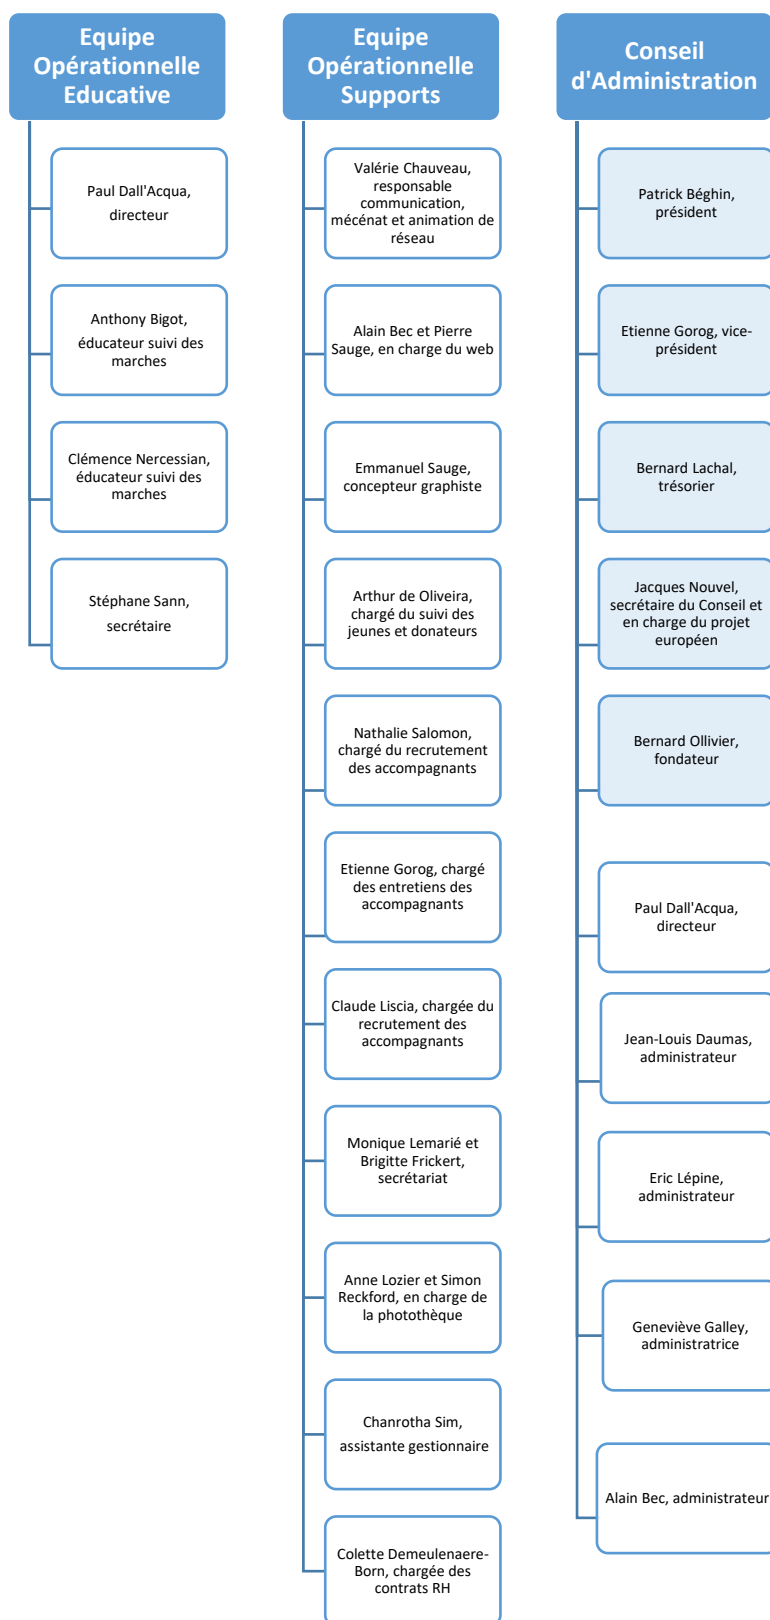 Equipe
Opérationnelle
Educative
Paul Dall'Acqua,
directeur
Anthony Bigot,
éducateur suivi des
marches
Clémence Nercessian,
éducateur suivi des
marches
Stéphane Sann,
secrétaire
Equipe
Opérationnelle
Supports
Valérie Chauveau,
responsable
communication,
mécénat et animation de
réseau
Alain Bec et Pierre
Sauge, en charge du web
Emmanuel Sauge,
concepteur graphiste
Arthur de Oliveira,
chargé du suivi des
jeunes et donateurs
Nathalie Salomon,
chargé du recrutement
des accompagnants
Etienne Gorog, chargé
des entretiens des
accompagnants
Claude Liscia, chargée du
recrutement des
accompagnants
Monique Lemarié et
Brigitte Frickert,
secrétariat
Anne Lozier et Simon
Reckford, en charge de
la photothèque
Chanrotha Sim,
assistante gestionnaire
Colette Demeulenaere-
Born, chargée des
contrats RH
Conseil
d'Administration
Patrick Béghin,
président
Etienne Gorog, vice-
président
Bernard Lachal,
trésorier
Jacques Nouvel,
secrétaire du Conseil et
en charge du projet
européen
Bernard Ollivier,
fondateur
Paul Dall'Acqua,
directeur
Jean-Louis Daumas,
administrateur
Eric Lépine,
administrateur
Geneviève Galley,
administratrice
Alain Bec, administrateur